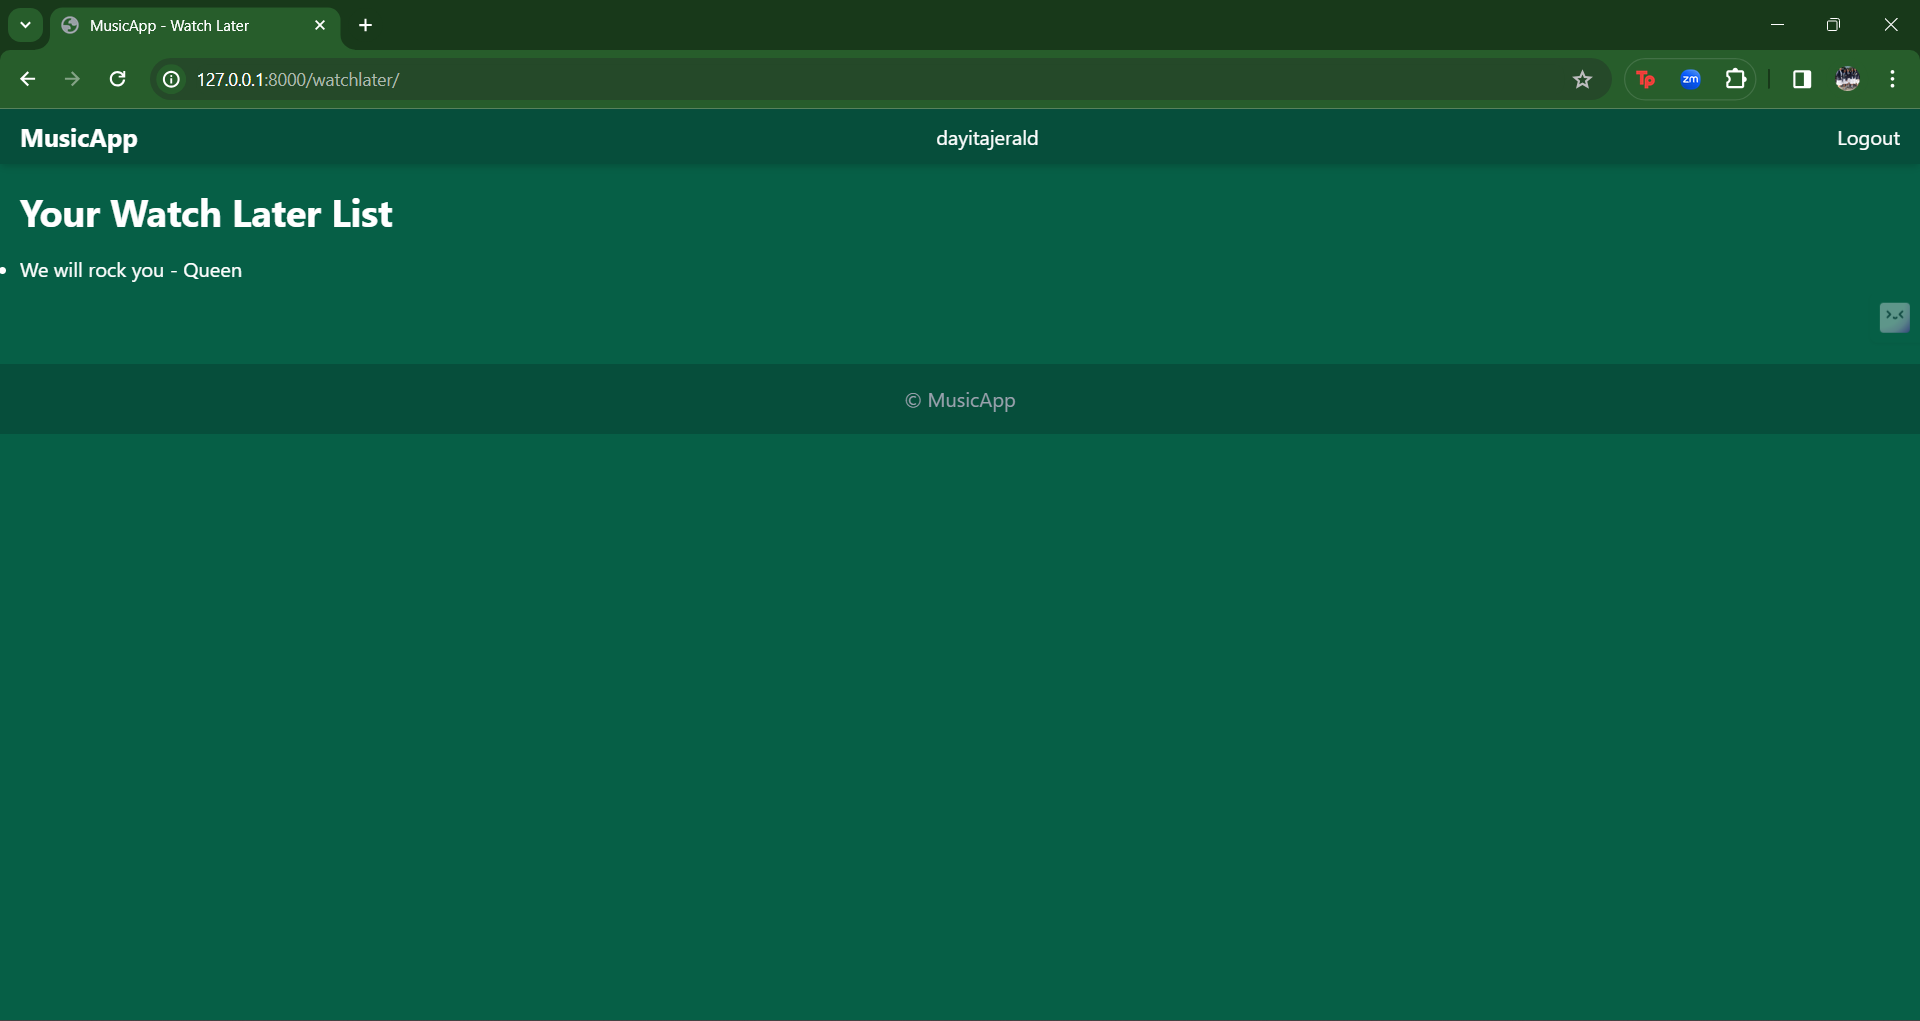 MusicApp - Watch Later
127.0.0.1:8000/watchlater/
Tp
zm
MusicApp
dayitajerald
Logout
Your Watch Later List
• We will rock you - Queen
© MusicApp